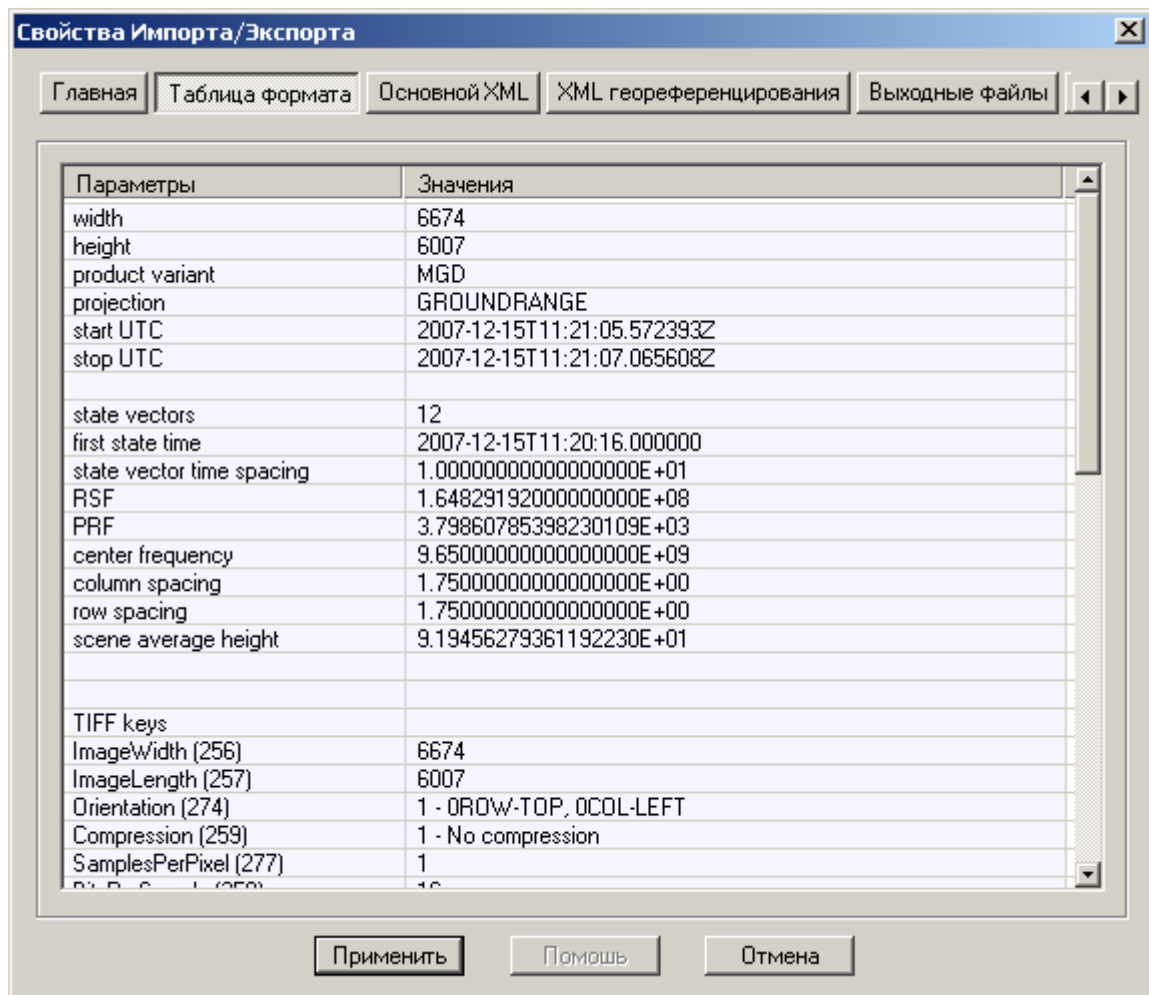 Свойства Импорта/Экспорта
Главная Таблица формата Основной XML XML геореференцирования Выходные файлы
Параметры Значения
width 6674
height 6007
product variant MGD
projection GROUNDRANGE
start UTC 2007-12-15T11:21:05.572393Z
stop UTC 2007-12-15T11:21:07.065608Z
state vectors 12
first state time 2007-12-15T11:20:16.000000
state vector time spacing 1.00000000000000000E+01
RSF 1.64829192000000000E+08
PRF 3.79860785398230109E+03
center frequency 9.65000000000000000E+09
column spacing 1.75000000000000000E+00
row spacing 1.75000000000000000E+00
scene average height 9.19456279361192230E+01
TIFF keys
ImageWidth (256) 6674
ImageLength (257) 6007
Orientation (274) 1 - 0ROW-TOP, 0COL-LEFT
Compression (259) 1 - No compression
SamplesPerPixel (277) 1
Применить Помощь Отмена